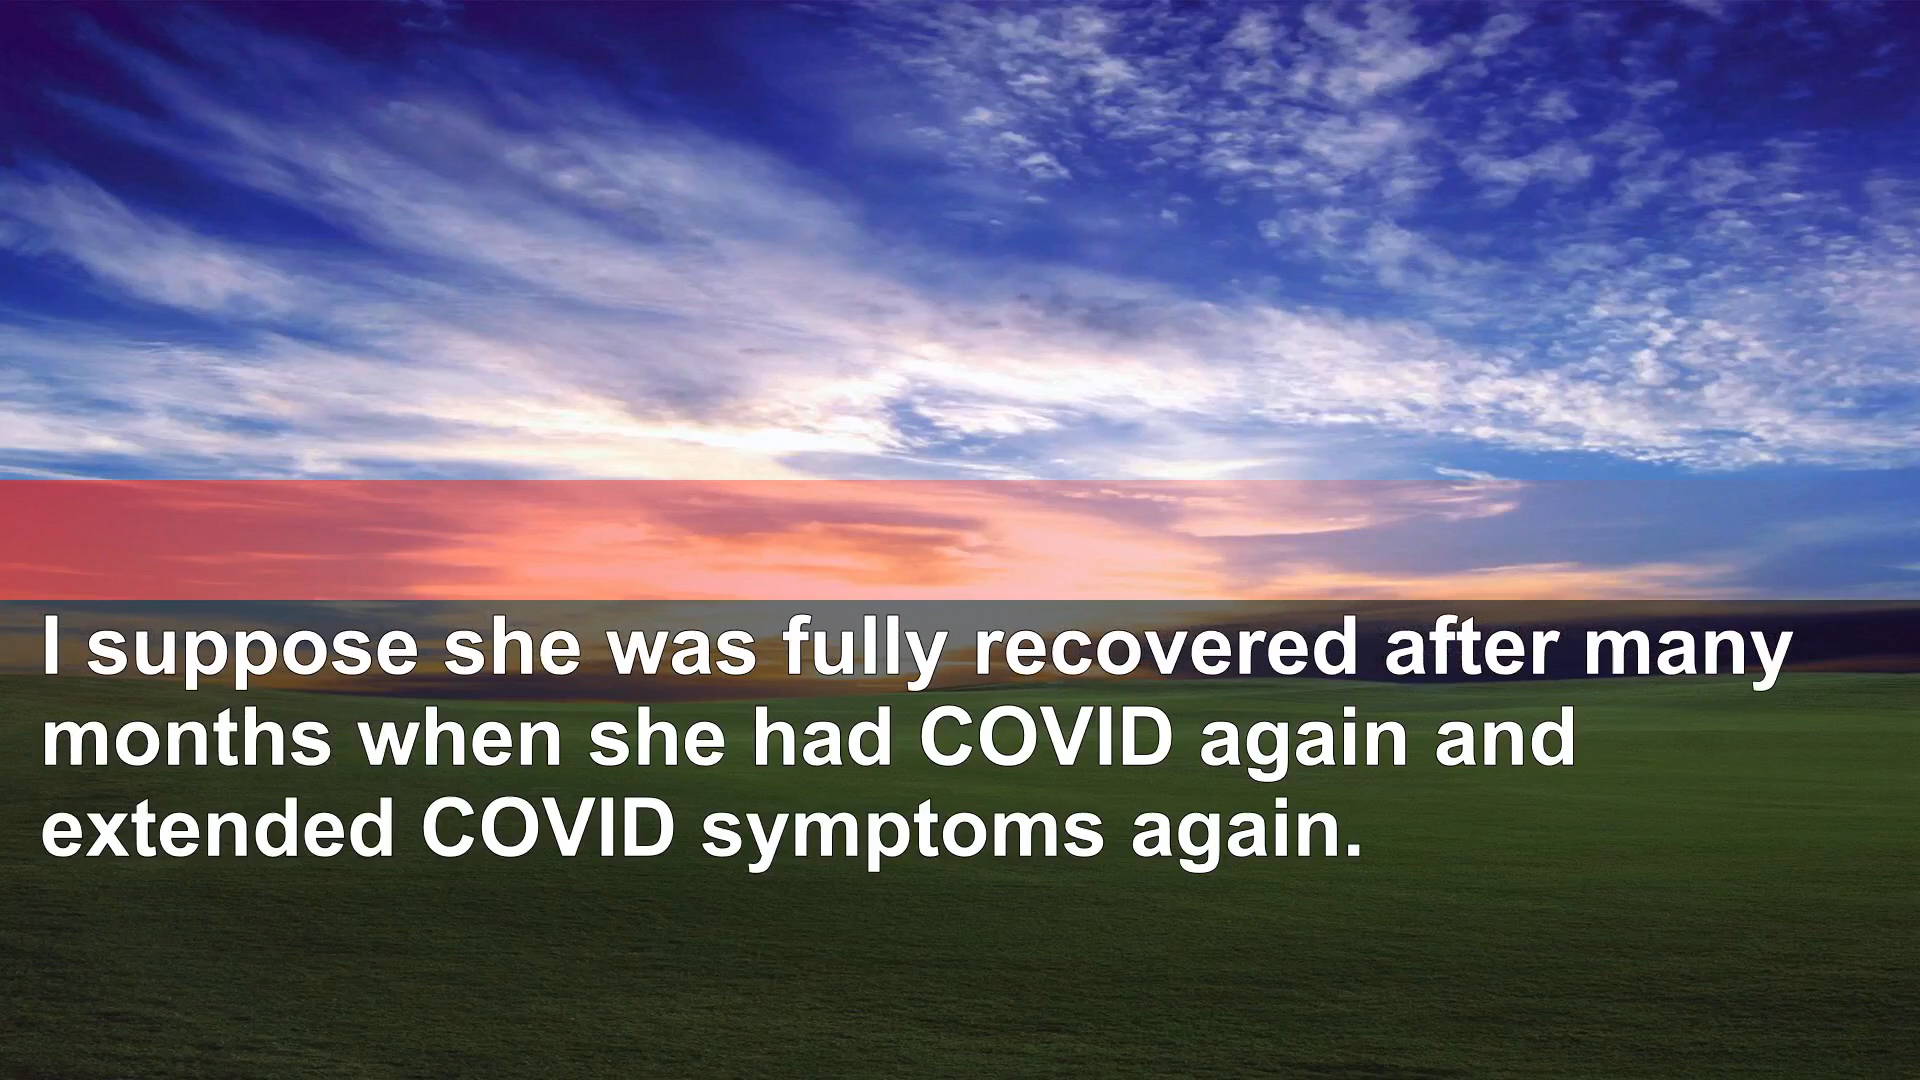 I suppose she was fully recovered after many
months when she had COVID again and
extended COVID symptoms again.